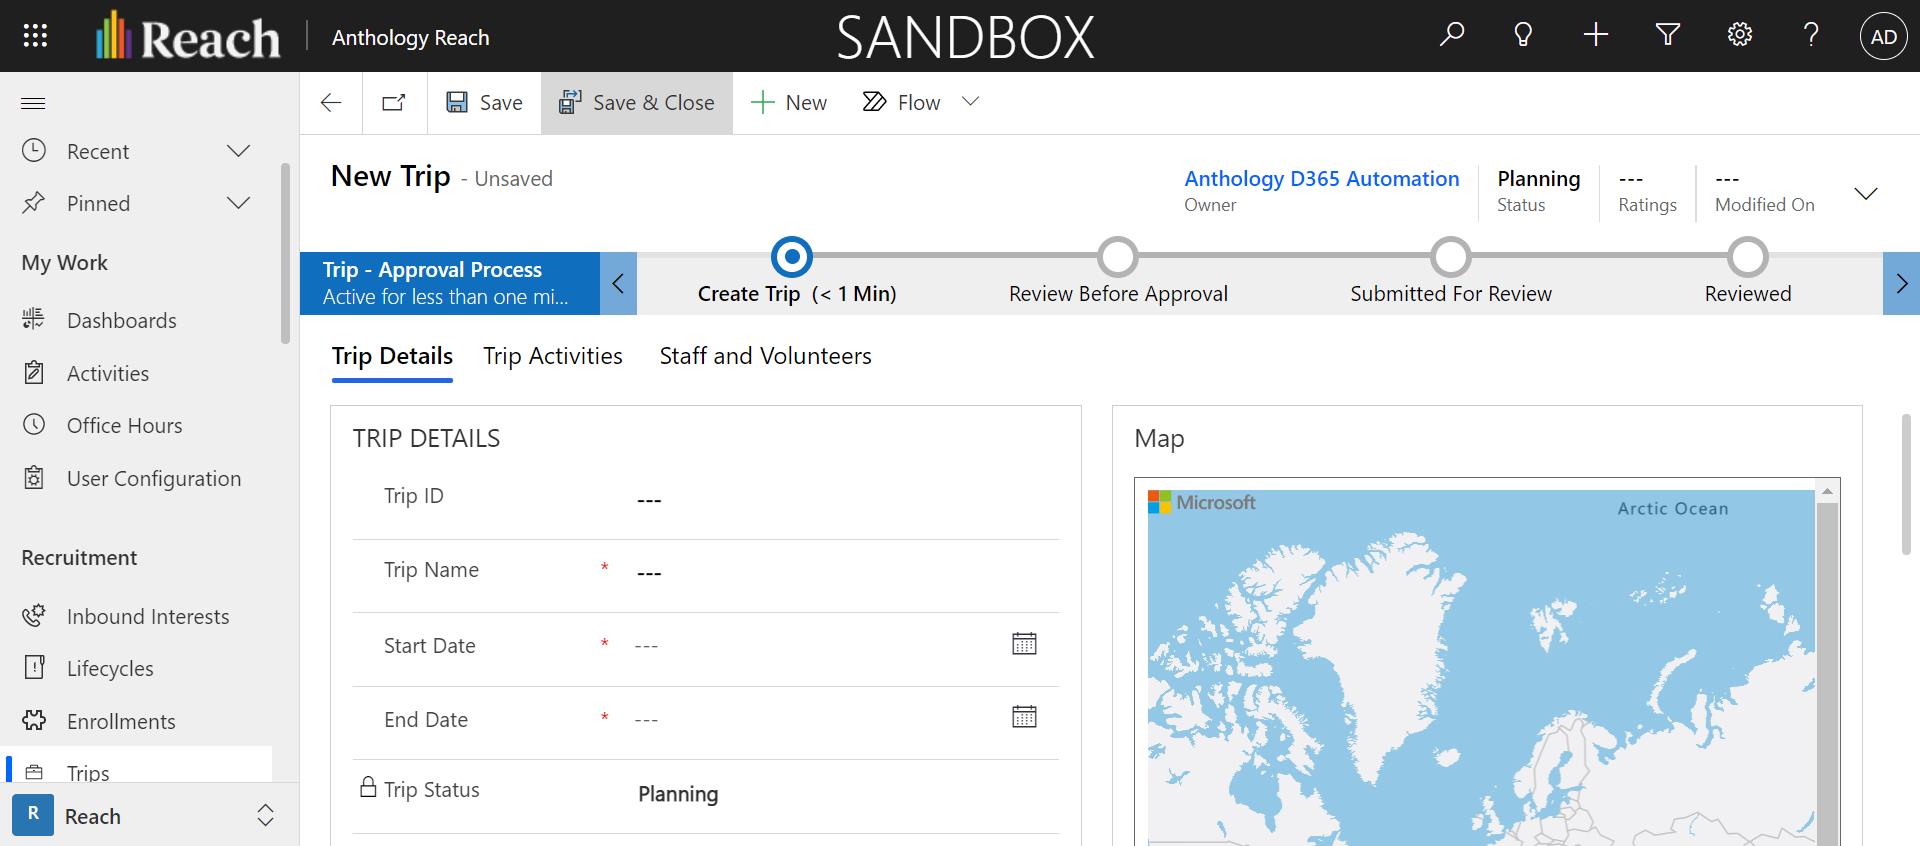 Reach
Anthology Reach
SANDBOX
?
AD
Save
Save & Close
New
Flow
Recent
Pinned
My Work
Dashboards
Activities
Office Hours
User Configuration
Recruitment
Inbound Interests
Lifecycles
Enrollments
Trips
R
Reach
New Trip - Unsaved
Anthology D365 Automation
Owner
Planning
Status
---
Ratings
---
Modified On
Trip - Approval Process
Active for less than one mi...
Create Trip (< 1 Min)
Review Before Approval
Submitted For Review
Reviewed
Trip Details
Trip Activities
Staff and Volunteers
TRIP DETAILS
Trip ID ---
Trip Name * ---
Start Date * ---
End Date * ---
Trip Status Planning
Map
Microsoft
Arctic Ocean